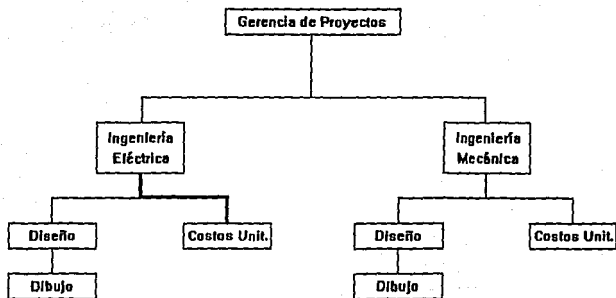 Gerencia de Proyectos
Ingeniería
Eléctrica
Ingeniería
Mecánica
Diseño
Costos Unit.
Diseño
Costos Unit.
Dibujo
Dibujo